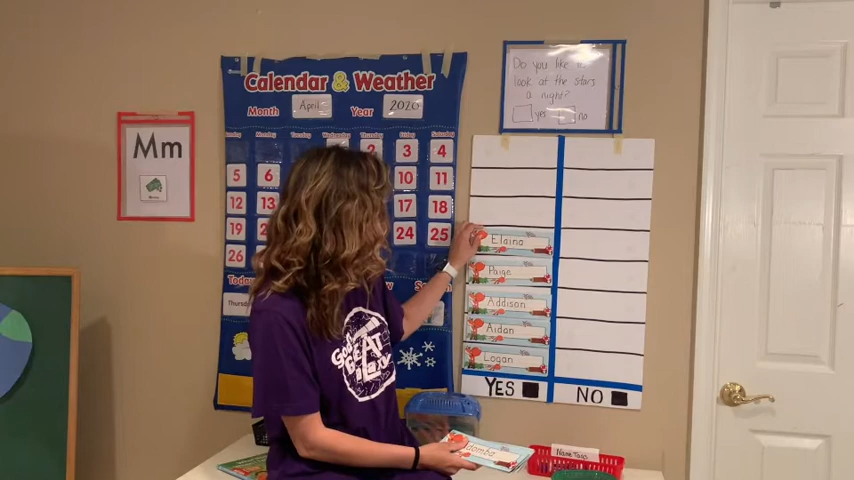 Calendar & Weather
Month April Year 2020
Monday Tuesday Wednesday Thursday Friday Saturday
2 3 4
5 6 10 11
12 13 17 18
19 24 25
26
Mm
Do you like to
look at the stars
a night?
yes no
Elaina
Paige
Addison
Aidan
Logan
YES NO
Name Tags